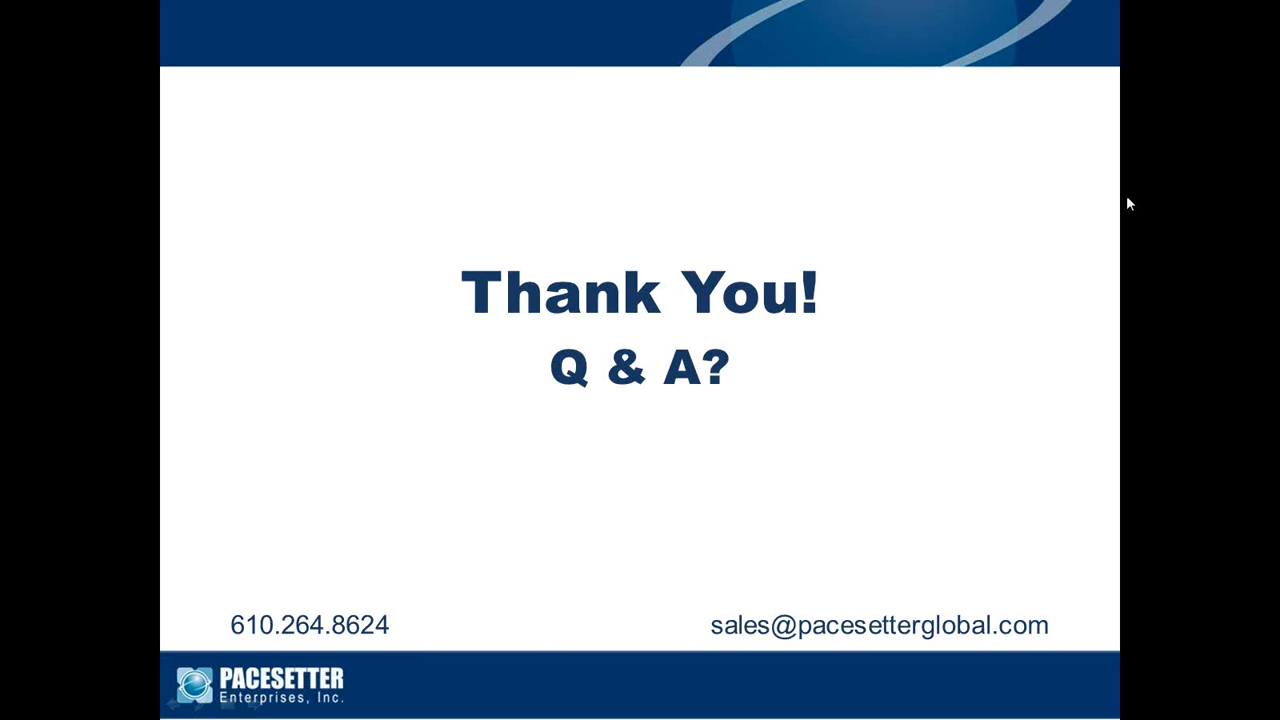 Thank You!
Q & A?
610.264.8624
sales@pacesetterglobal.com
PACESETTER
Enterprises, Inc.